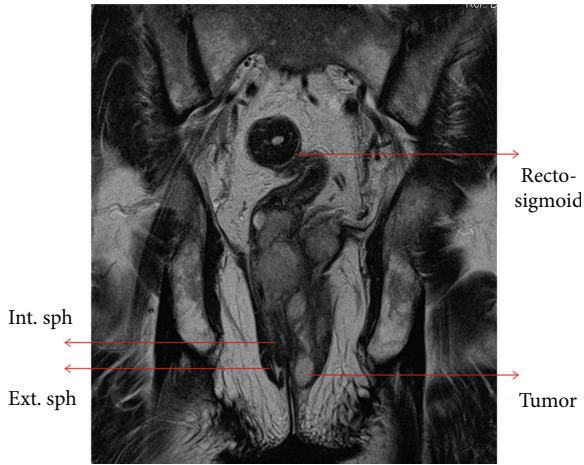 Recto-
sigmoid
Int. sph
Ext. sph
Tumor